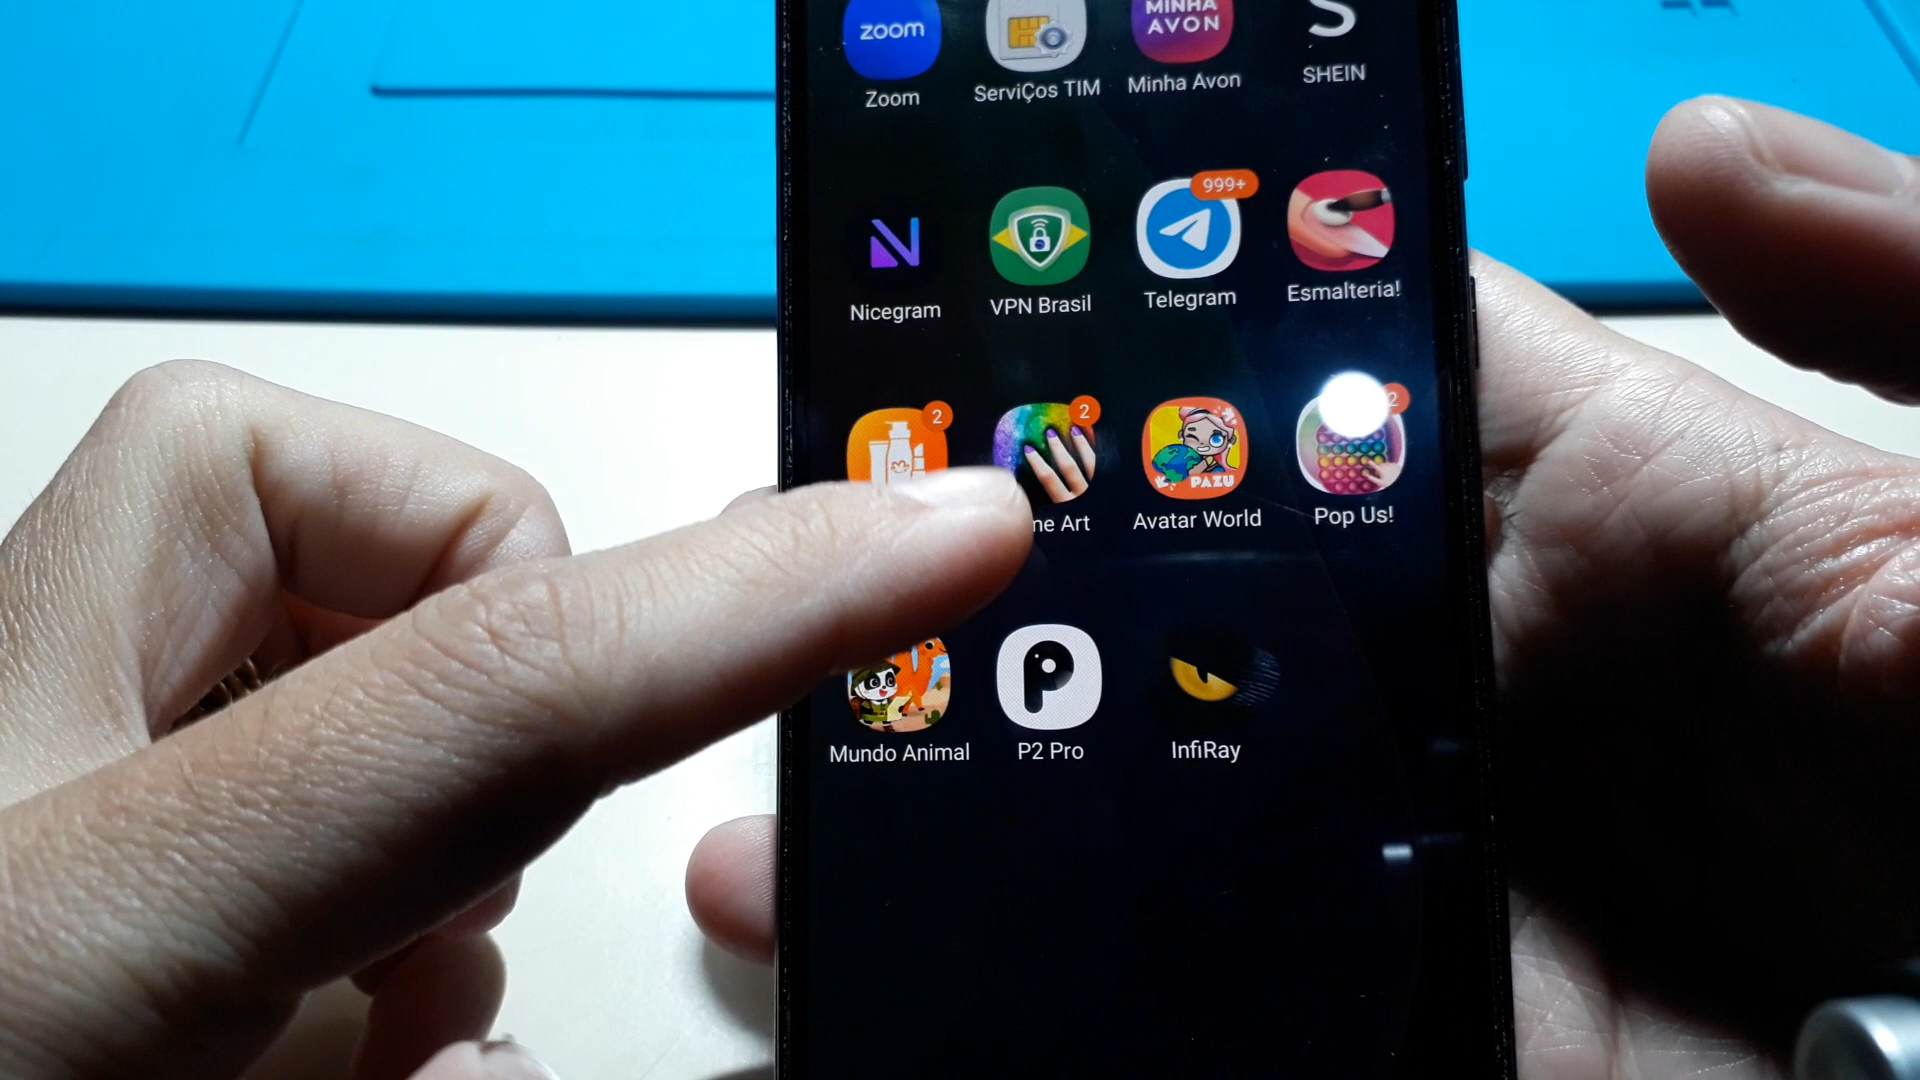 zoom
MINHA
AVON
S
Zoom
ServiÇos TIM
Minha Avon
SHEIN
999+
Nicegram
VPN Brasil
Telegram
Esmalteria!
2
2
2
PAZU
Art
Avatar World
Pop Us!
Mundo Animal
P2 Pro
InfiRay